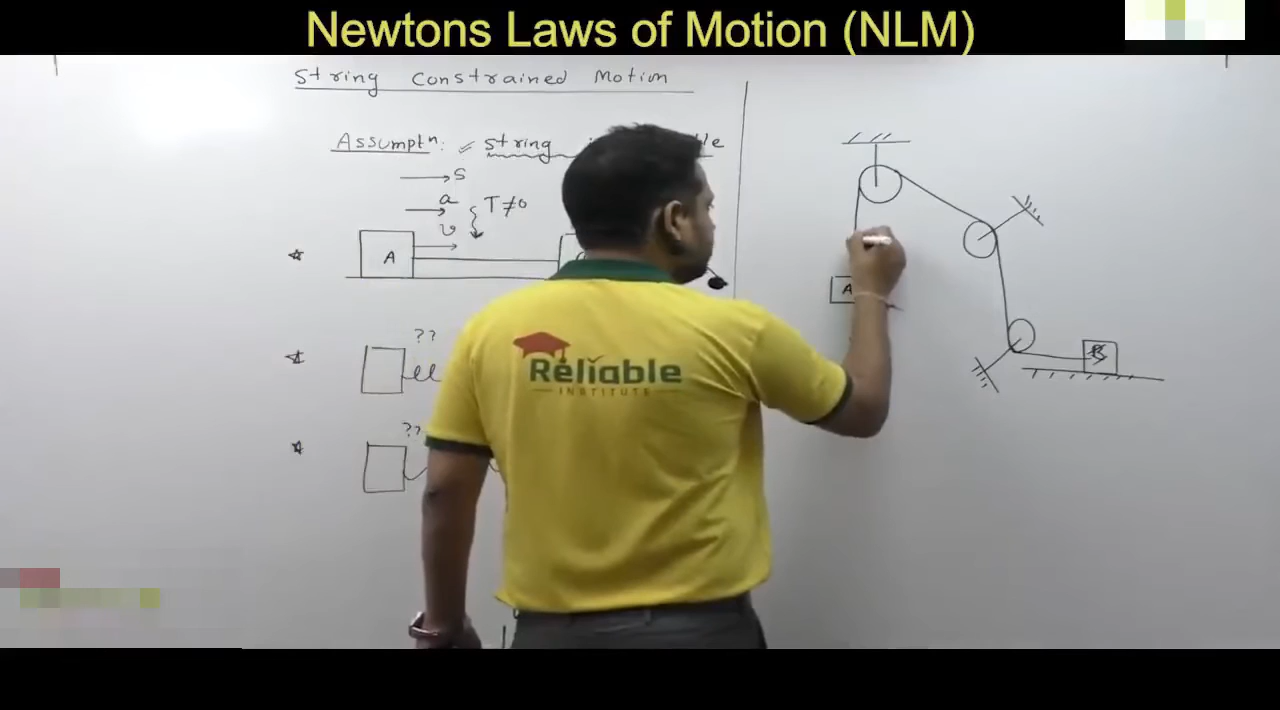 Newtons Laws of Motion (NLM)
String Constrained Motion
Assumptⁿ: string
S
a
T≠0
v
A
??
??
Reliable
INSTITUTE
A
B